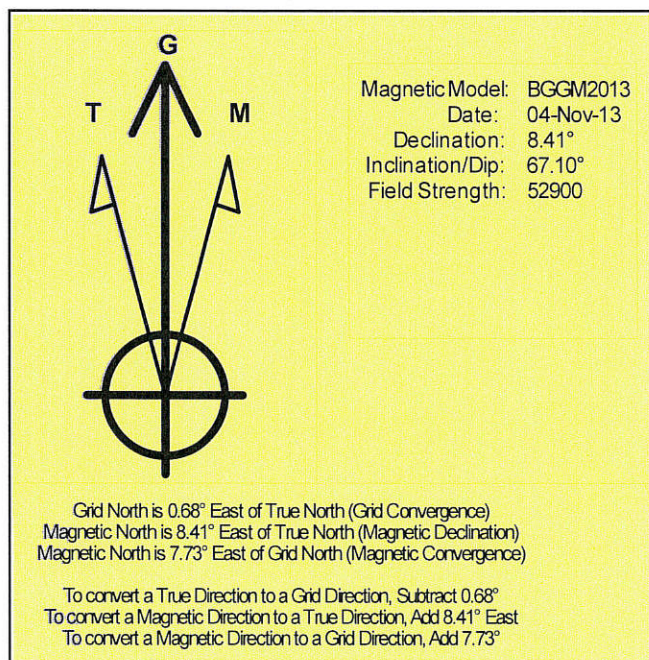 G
T M
Magnetic Model: BGGM2013
Date: 04-Nov-13
Declination: 8.41°
Inclination/Dip: 67.10°
Field Strength: 52900
Grid North is 0.68° East of True North (Grid Convergence)
Magnetic North is 8.41° East of True North (Magnetic Declination)
Magnetic North is 7.73° East of Grid North (Magnetic Convergence)
To convert a True Direction to a Grid Direction, Subtract 0.68°
To convert a Magnetic Direction to a True Direction, Add 8.41° East
To convert a Magnetic Direction to a Grid Direction, Add 7.73°